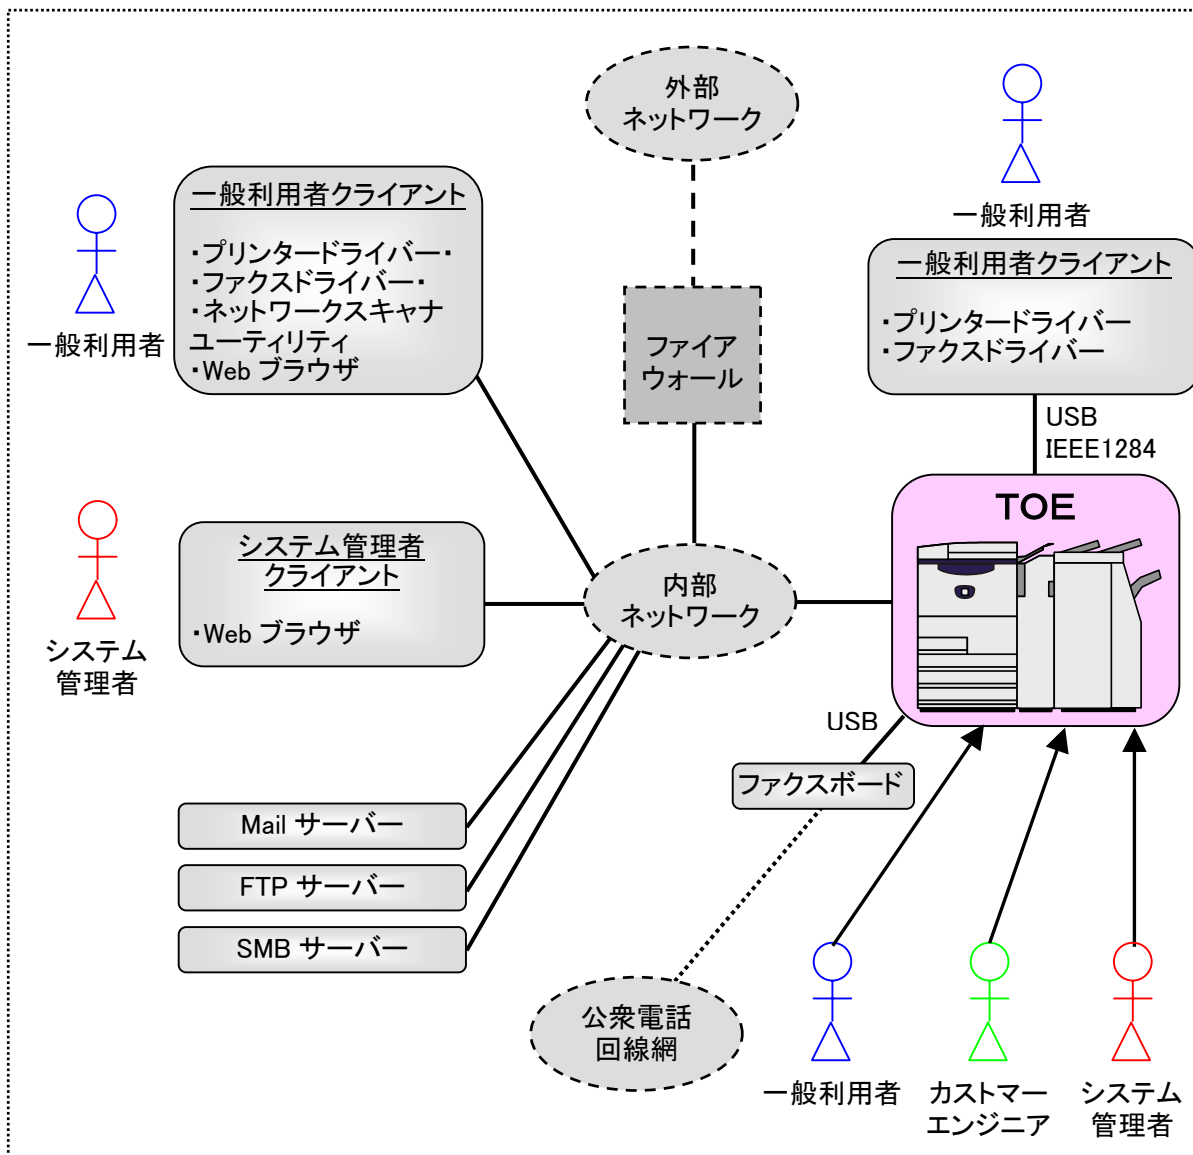 外部
ネットワーク
一般利用者
一般利用者クライアント
・プリンタードライバー・
・ファクスドライバー・
・ネットワークスキャナ
ユーティリティ
・Web ブラウザ
一般利用者
一般利用者クライアント
・プリンタードライバー
・ファクスドライバー
ファイア
ウォール
USB
IEEE1284
TOE
システム管理者
クライアント
・Web ブラウザ
システム
管理者
内部
ネットワーク
USB
ファクスボード
Mail サーバー
FTP サーバー
SMB サーバー
公衆電話
回線網
一般利用者
カストマー
エンジニア
システム
管理者